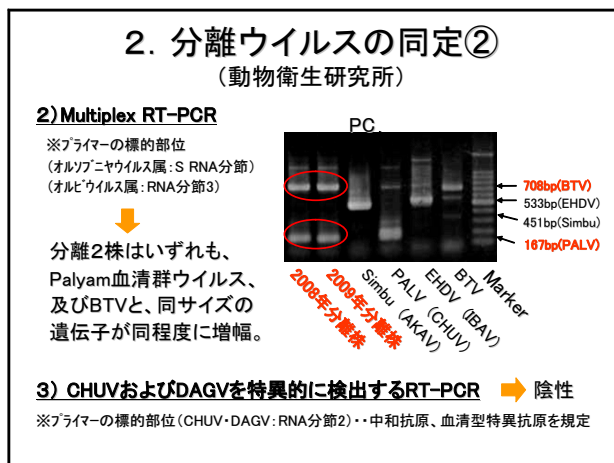 2．分離ウイルスの同定②
(動物衛生研究所)
2)Multiplex RT-PCR
※プライマーの標的部位
(オルソブニヤウイルス属：S RNA分節)
(オルビウイルス属：RNA分節3)
分離2株はいずれも、
Palyam血清群ウイルス、
及びBTVと、同サイズの
遺伝子が同程度に増幅。
PC.
708bp(BTV)
533bp(EHDV)
451bp(Simbu)
167bp(PALV)
2008年分離株
2009年分離株
Simbu (AKAV)
PALV (CHUV)
EHDV (IBAV)
BTV
Marker
3) CHUVおよびDAGVを特異的に検出するRT-PCR 陰性
※プライマーの標的部位(CHUV・DAGV：RNA分節2)・・中和抗原、血清型特異抗原を規定